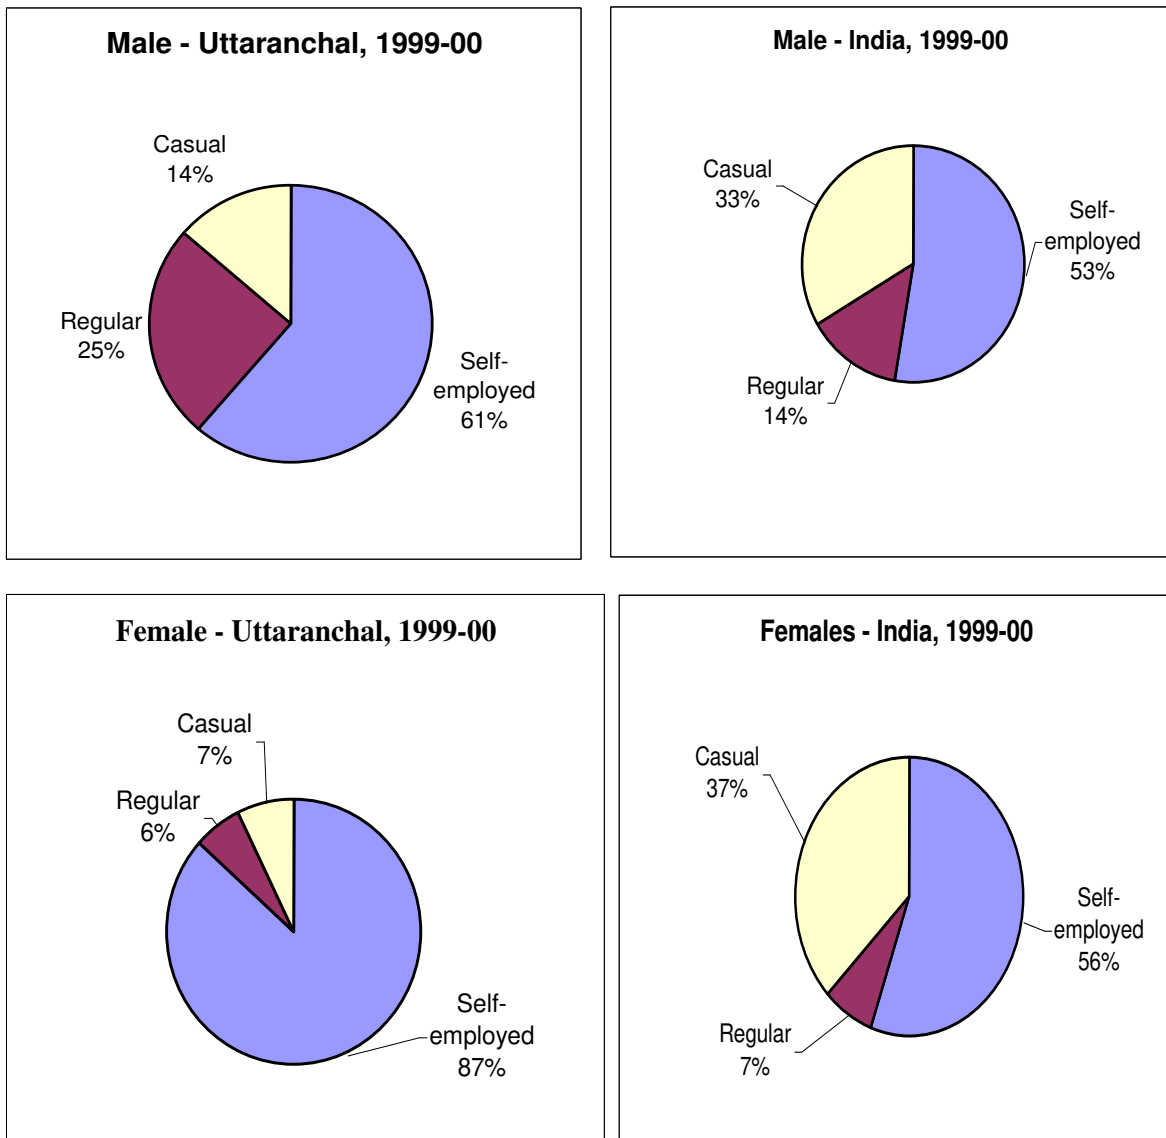 Male - Uttaranchal, 1999-00
Casual
14%
Regular
25%
Self-
employed
61%
Male - India, 1999-00
Casual
33%
Self-
employed
53%
Regular
14%
Female - Uttaranchal, 1999-00
Casual
7%
Regular
6%
Self-
employed
87%
Females - India, 1999-00
Casual
37%
Self-
employed
56%
Regular
7%